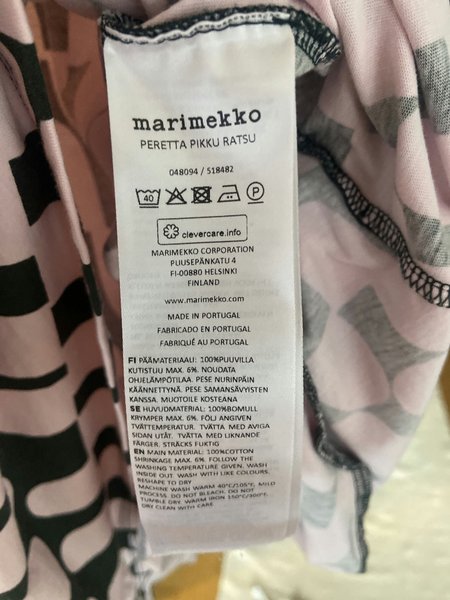 marimekko
PERETTA PIKKU RATSU
048094 / 518482
40
P
clevercare.info
MARIMEKKO CORPORATION
PUUSEPÄNKATU 4
FI-00880 HELSINKI
FINLAND
www.marimekko.com
MADE IN PORTUGAL
FABRICADO EN PORTUGAL
FABRIQUÉ AU PORTUGAL
FI PÄÄMATERIAALI: 100%PUUVILLA
KUTISTUU MAX. 6%. NOUDATA
OHJELÄMPÖTILAA. PESE NURINPÄIN
KÄÄNNETTYNÄ. PESE SAMANSÄVYISTEN
KANSSA. MUOTOILE KOSTEANA
SE HUVUDMATERIAL: 100%BOMULL
KRYMPER MAX. 6%. FÖLJ ANGIVEN
TVÄTTEMPERATUR. TVÄTTA MED AVIGA
SIDAN UTÅT. TVÄTTA MED LIKNANDE
FÄRGER. STRÄCKS FUKTIG
EN MAIN MATERIAL: 100%COTTON
SHRINKAGE MAX. 6%. FOLLOW THE
WASHING TEMPERATURE GIVEN. WASH
INSIDE OUT. WASH WITH LIKE COLOURS.
RESHAPE TO DRY
MACHINE WASH WARM 40°C/105F, MILD
PROCESS. DO NOT BLEACH. DO NOT
TUMBLE DRY. WARM IRON 150°C/300°F.
DRY CLEAN WITH CARE